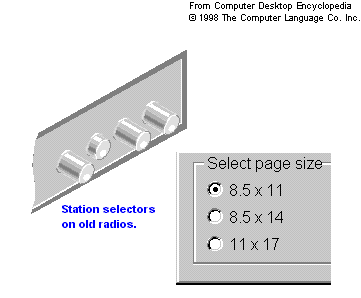 From Computer Desktop Encyclopedia
© 1998 The Computer Language Co. Inc.
Station selectors
on old radios.
Select page size
8.5 x 11
8.5 x 14
11 x 17